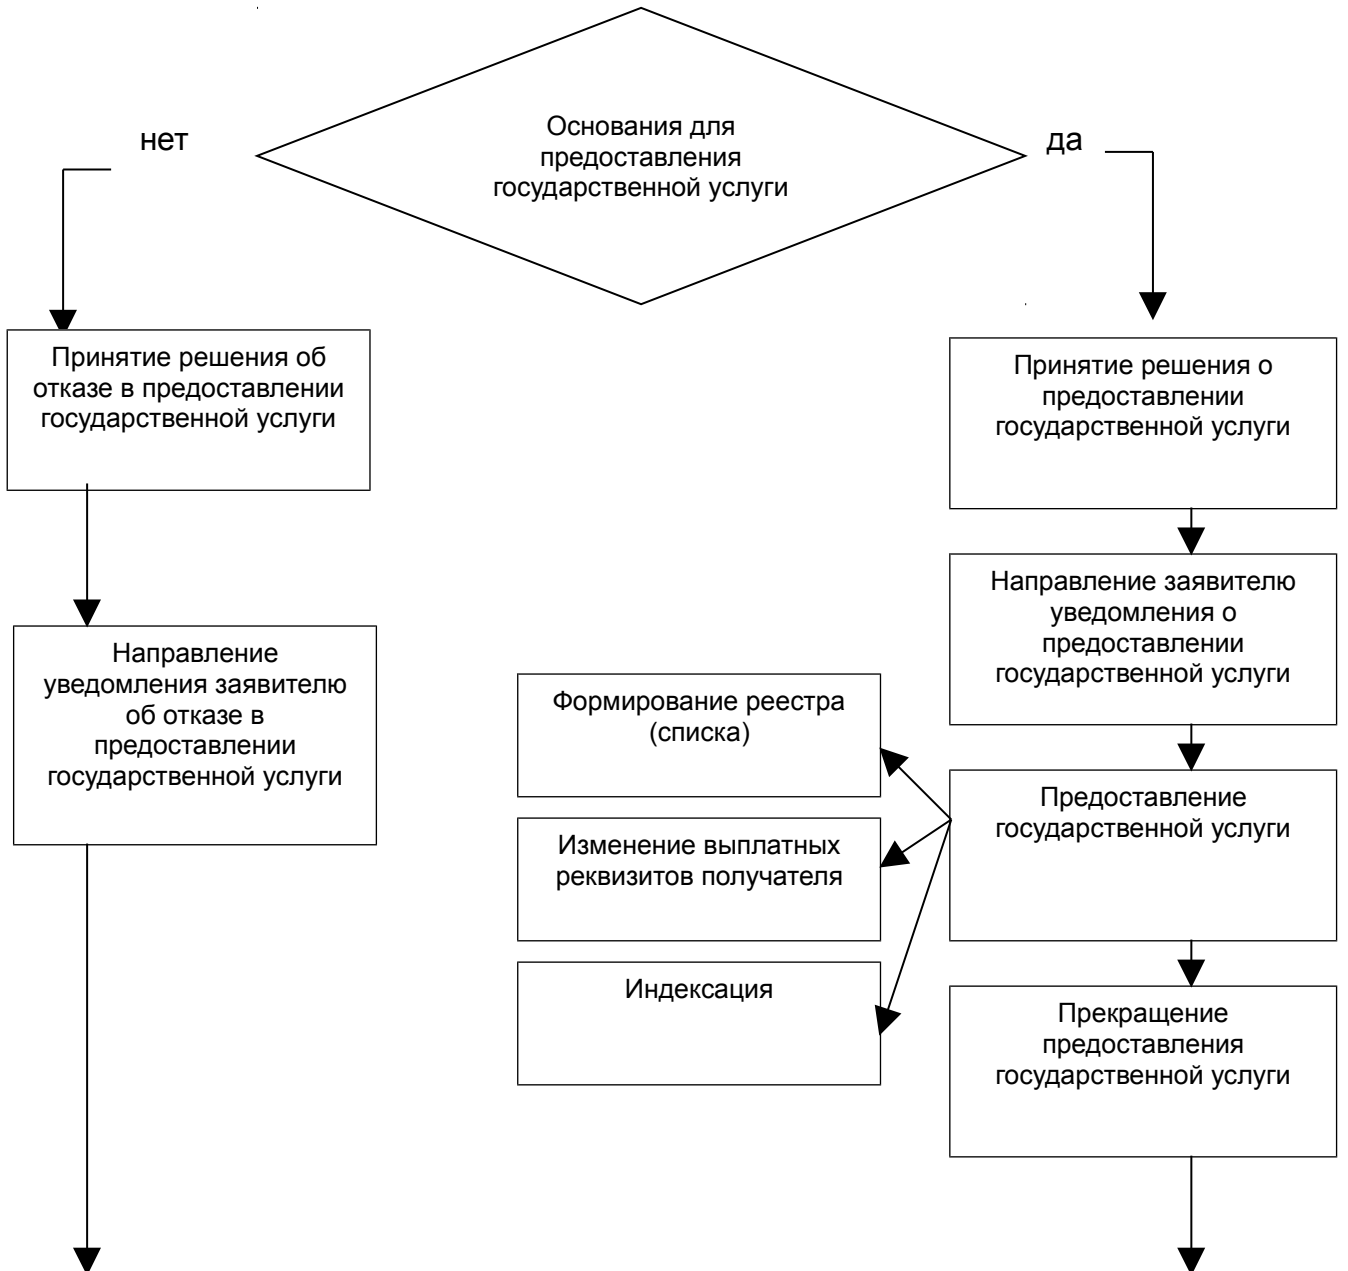 нет
Основания для
предоставления
государственной услуги
да
Принятие решения об
отказе в предоставлении
государственной услуги
Принятие решения о
предоставлении
государственной услуги
Направление заявителю
уведомления о
предоставлении
государственной услуги
Направление
уведомления заявителю
об отказе в
предоставлении
государственной услуги
Формирование реестра
(списка)
Предоставление
государственной услуги
Изменение выплатных
реквизитов получателя
Индексация
Прекращение
предоставления
государственной услуги